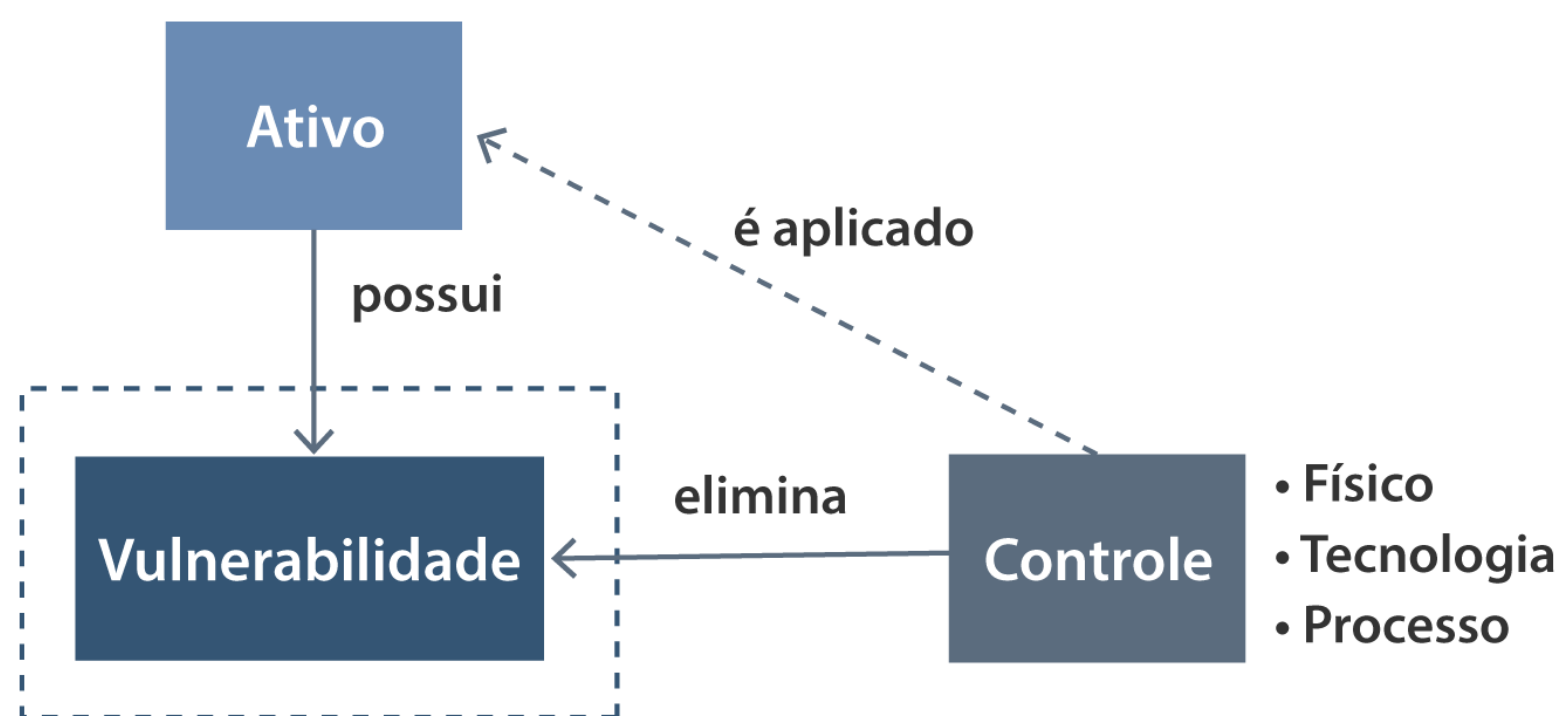 Ativo
é aplicado
possui
elimina
Vulnerabilidade
Controle
• Físico
• Tecnologia
• Processo